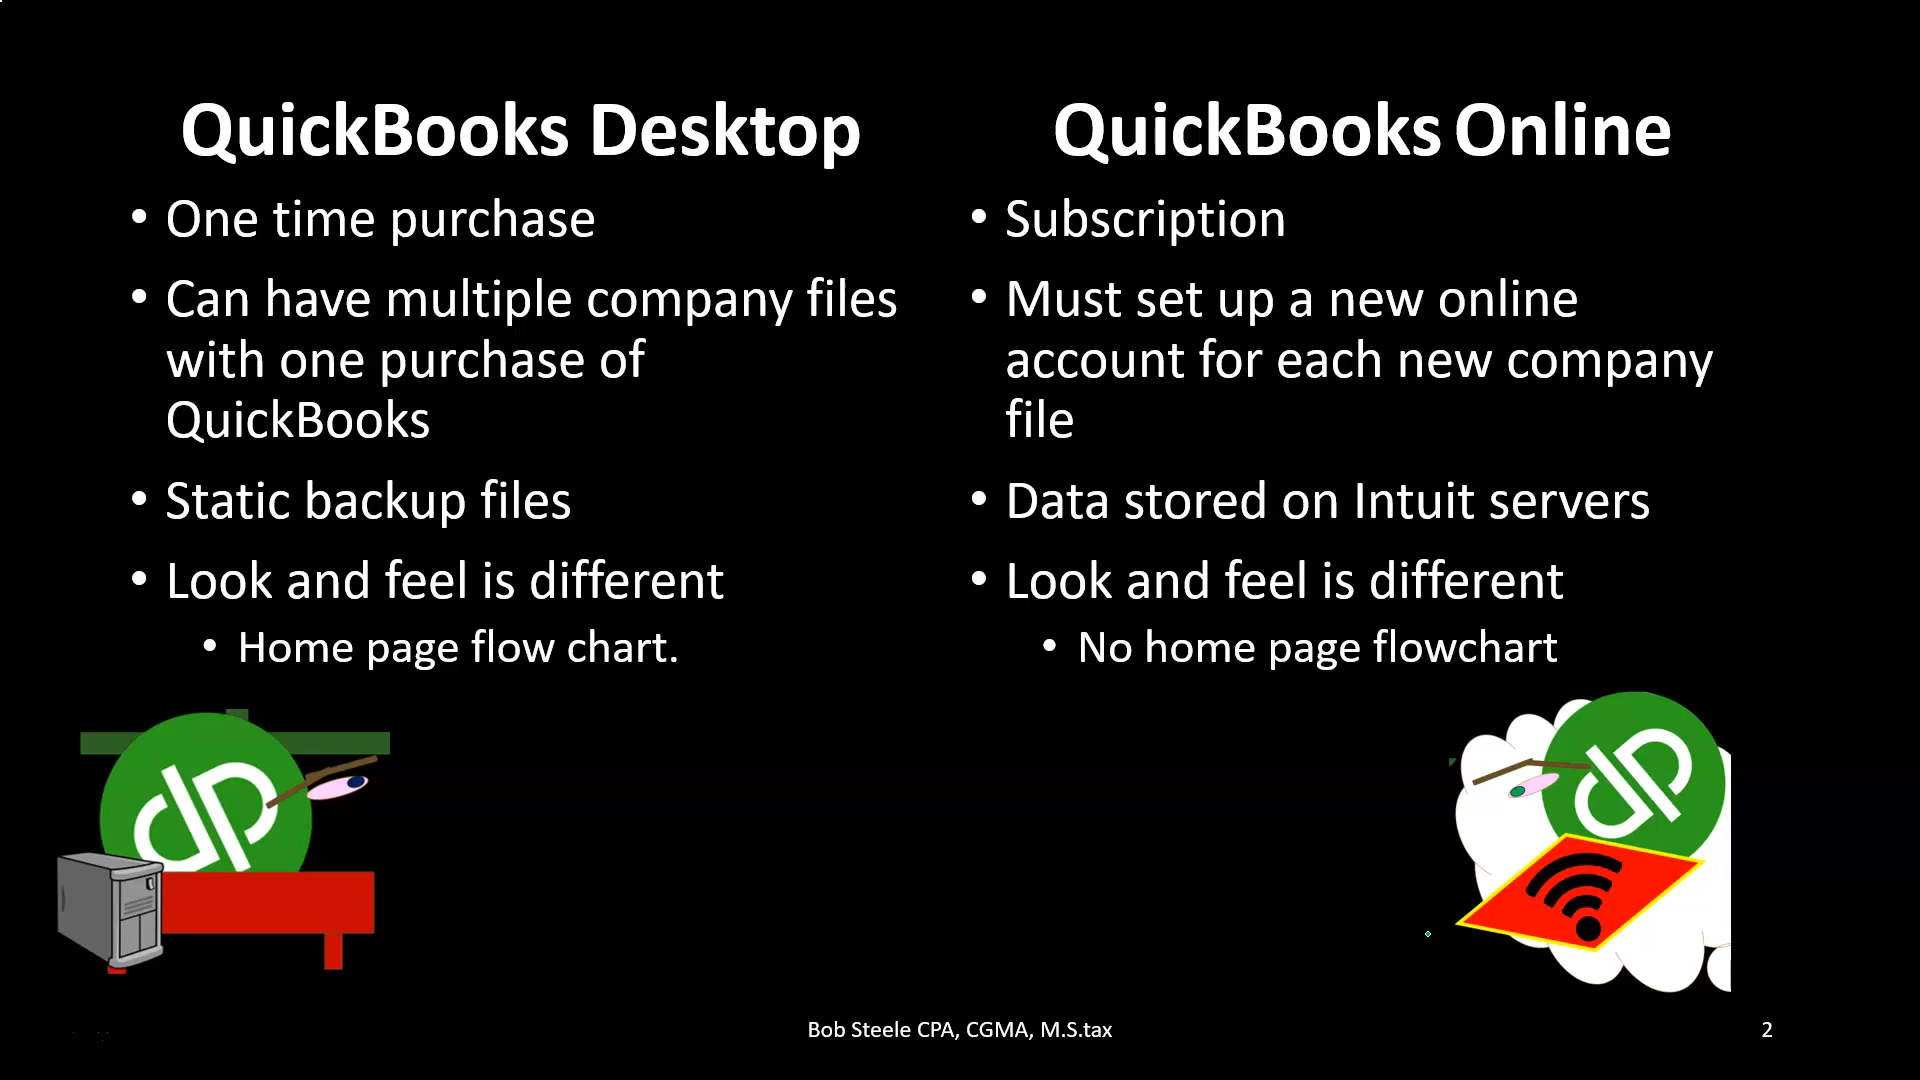 QuickBooks Desktop
• One time purchase
• Can have multiple company files
with one purchase of
QuickBooks
• Static backup files
• Look and feel is different
• Home page flow chart.
QuickBooks Online
• Subscription
• Must set up a new online
account for each new company
file
• Data stored on Intuit servers
• Look and feel is different
• No home page flowchart
Bob Steele CPA, CGMA, M.S.tax
2